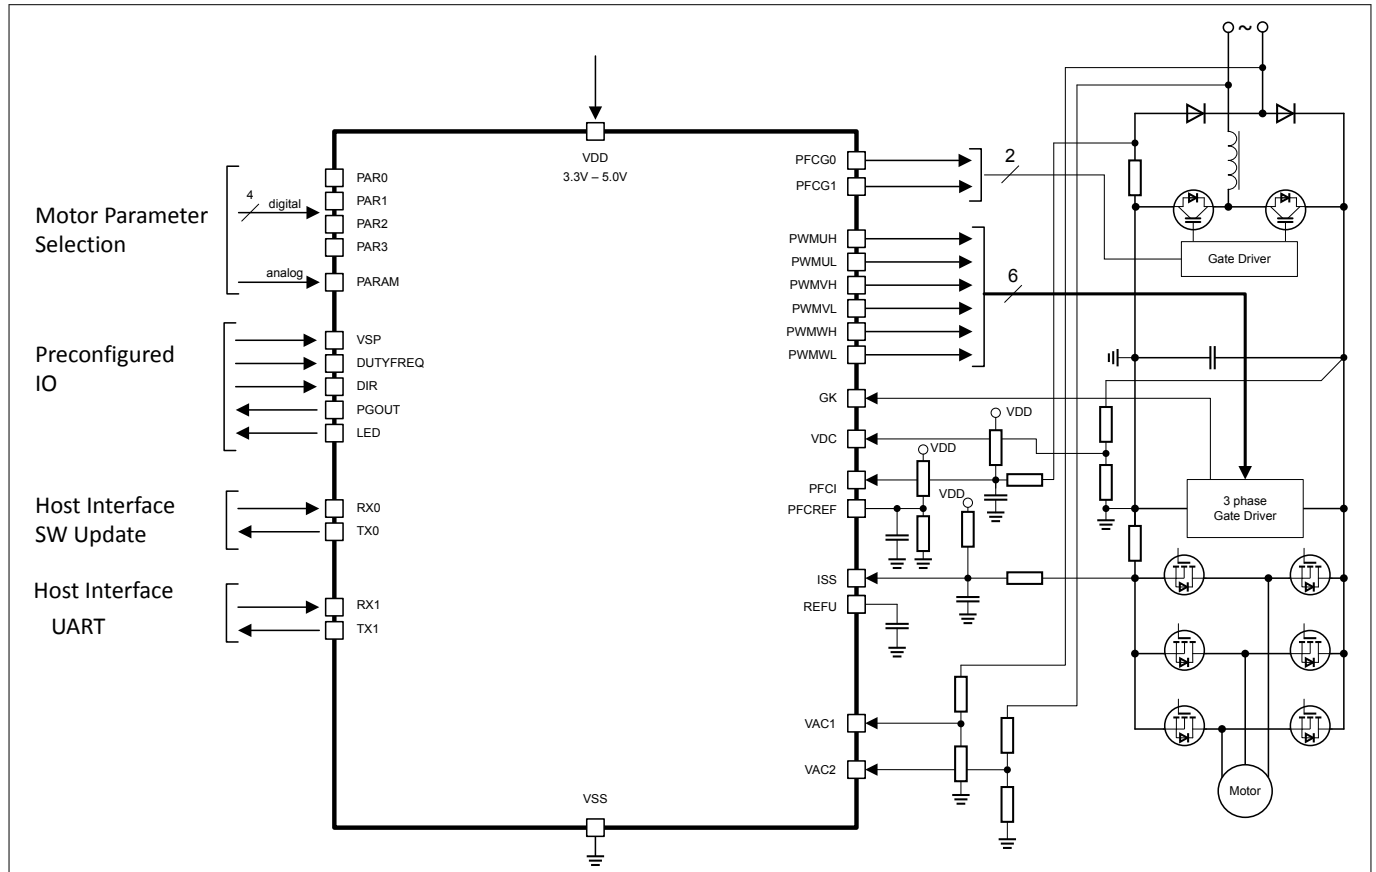 ~
VDD
3.3V – 5.0V
Motor Parameter
Selection
4
digital
analog
PAR0
PAR1
PAR2
PAR3
PARAM
Preconfigured
IO
VSP
DUTYFREQ
DIR
PGOUT
LED
Host Interface
SW Update
RX0
TX0
Host Interface
UART
RX1
TX1
VSS
PFCG0
PFCG1
2
PWMUH
PWMUL
PWMVH
PWMVL
PWMWH
PWMWL
6
GK
VDC
PFCI
PFCREF
ISS
REFU
VAC1
VAC2
VDD
VDD
VDD
Gate Driver
3 phase
Gate Driver
Motor